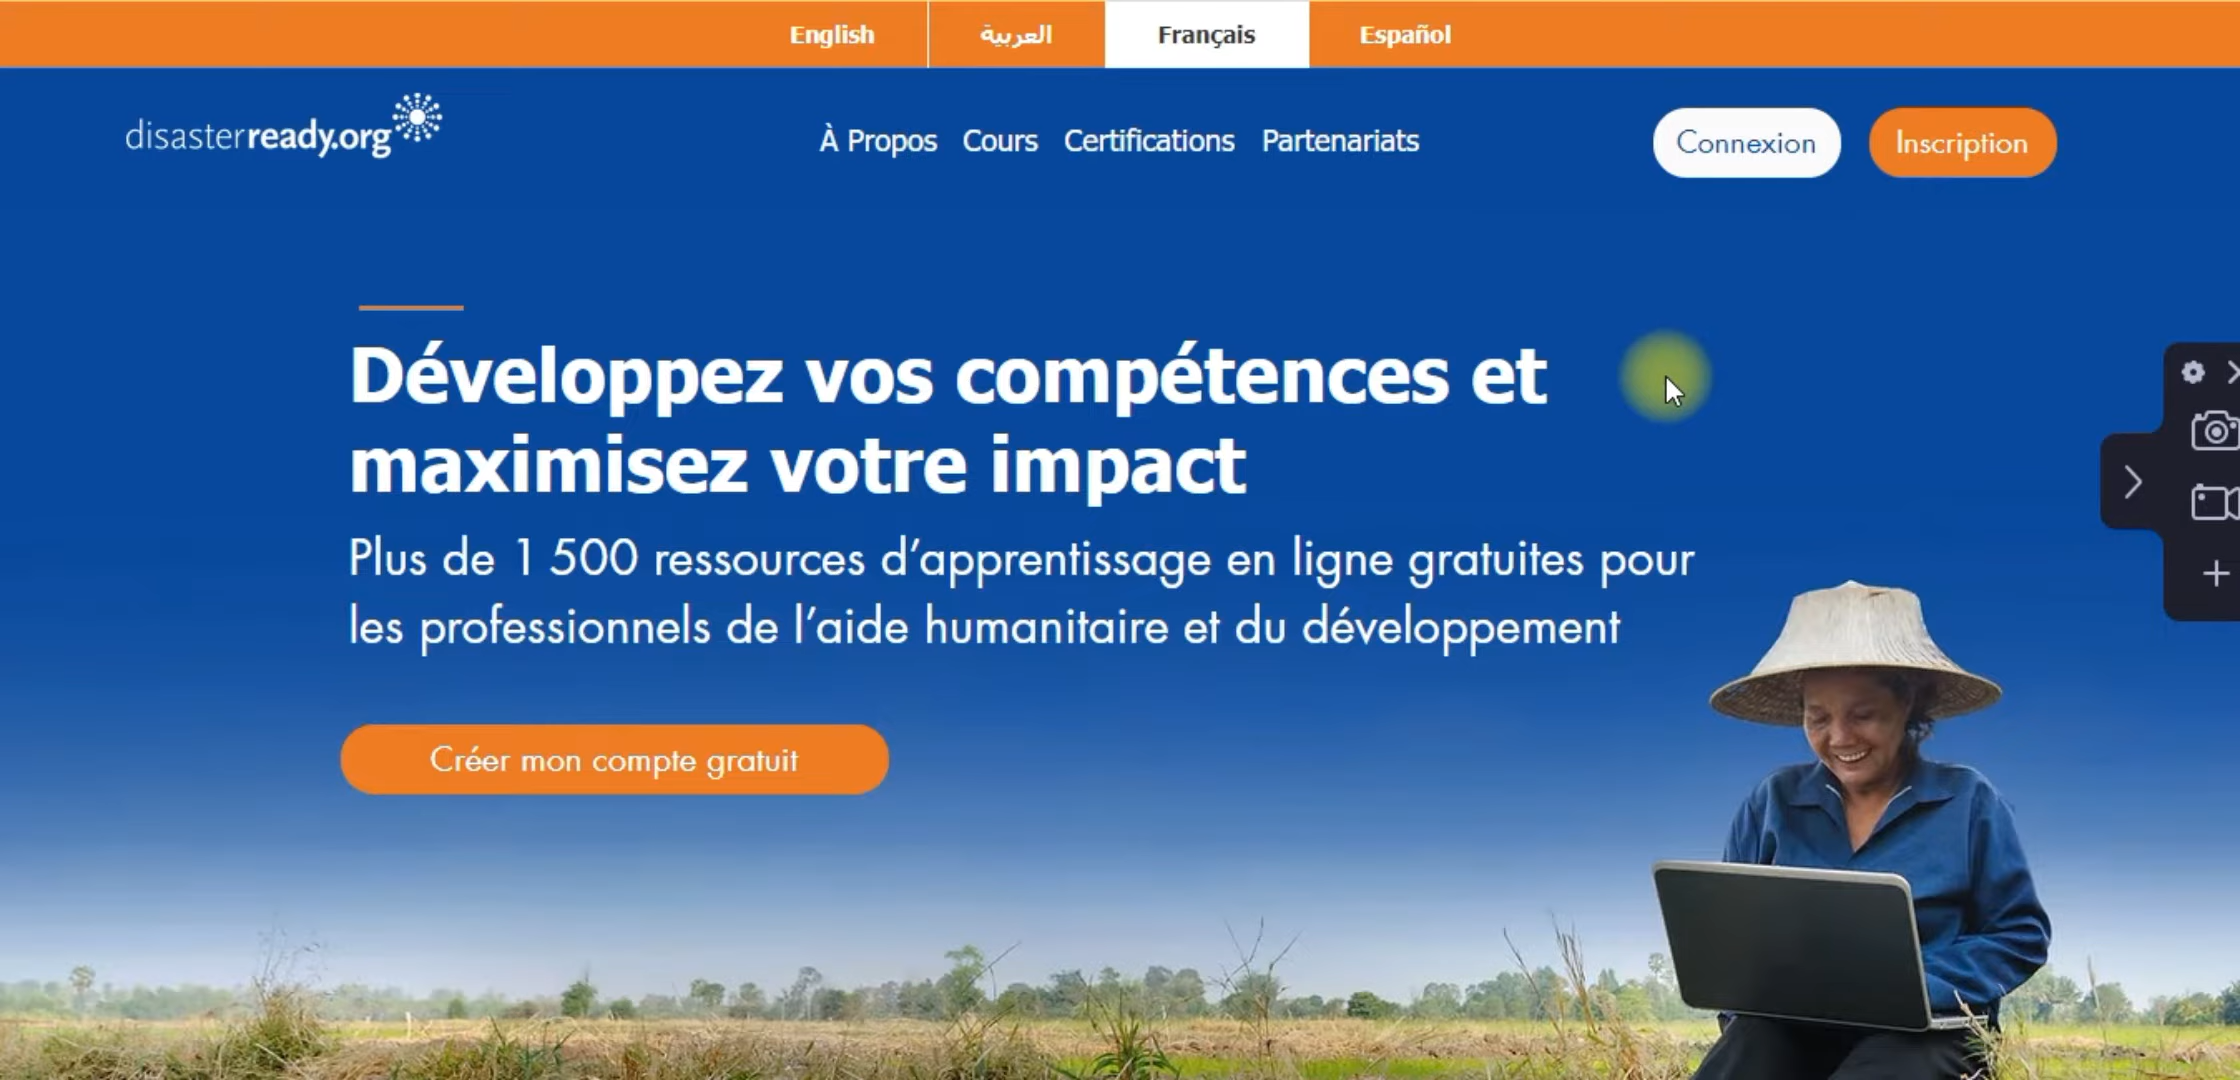 English العربية Français Español
disasterready.org À Propos Cours Certifications Partenariats Connexion Inscription
Développez vos compétences et
maximisez votre impact
Plus de 1 500 ressources d’apprentissage en ligne gratuites pour
les professionnels de l’aide humanitaire et du développement
Créer mon compte gratuit